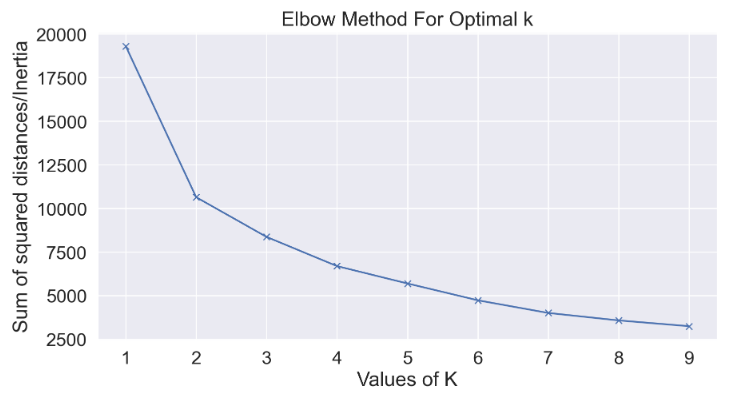 Elbow Method For Optimal k
Sum of squared distances/Inertia
20000
17500
15000
12500
10000
7500
5000
2500
1 2 3 4 5 6 7 8 9
Values of K